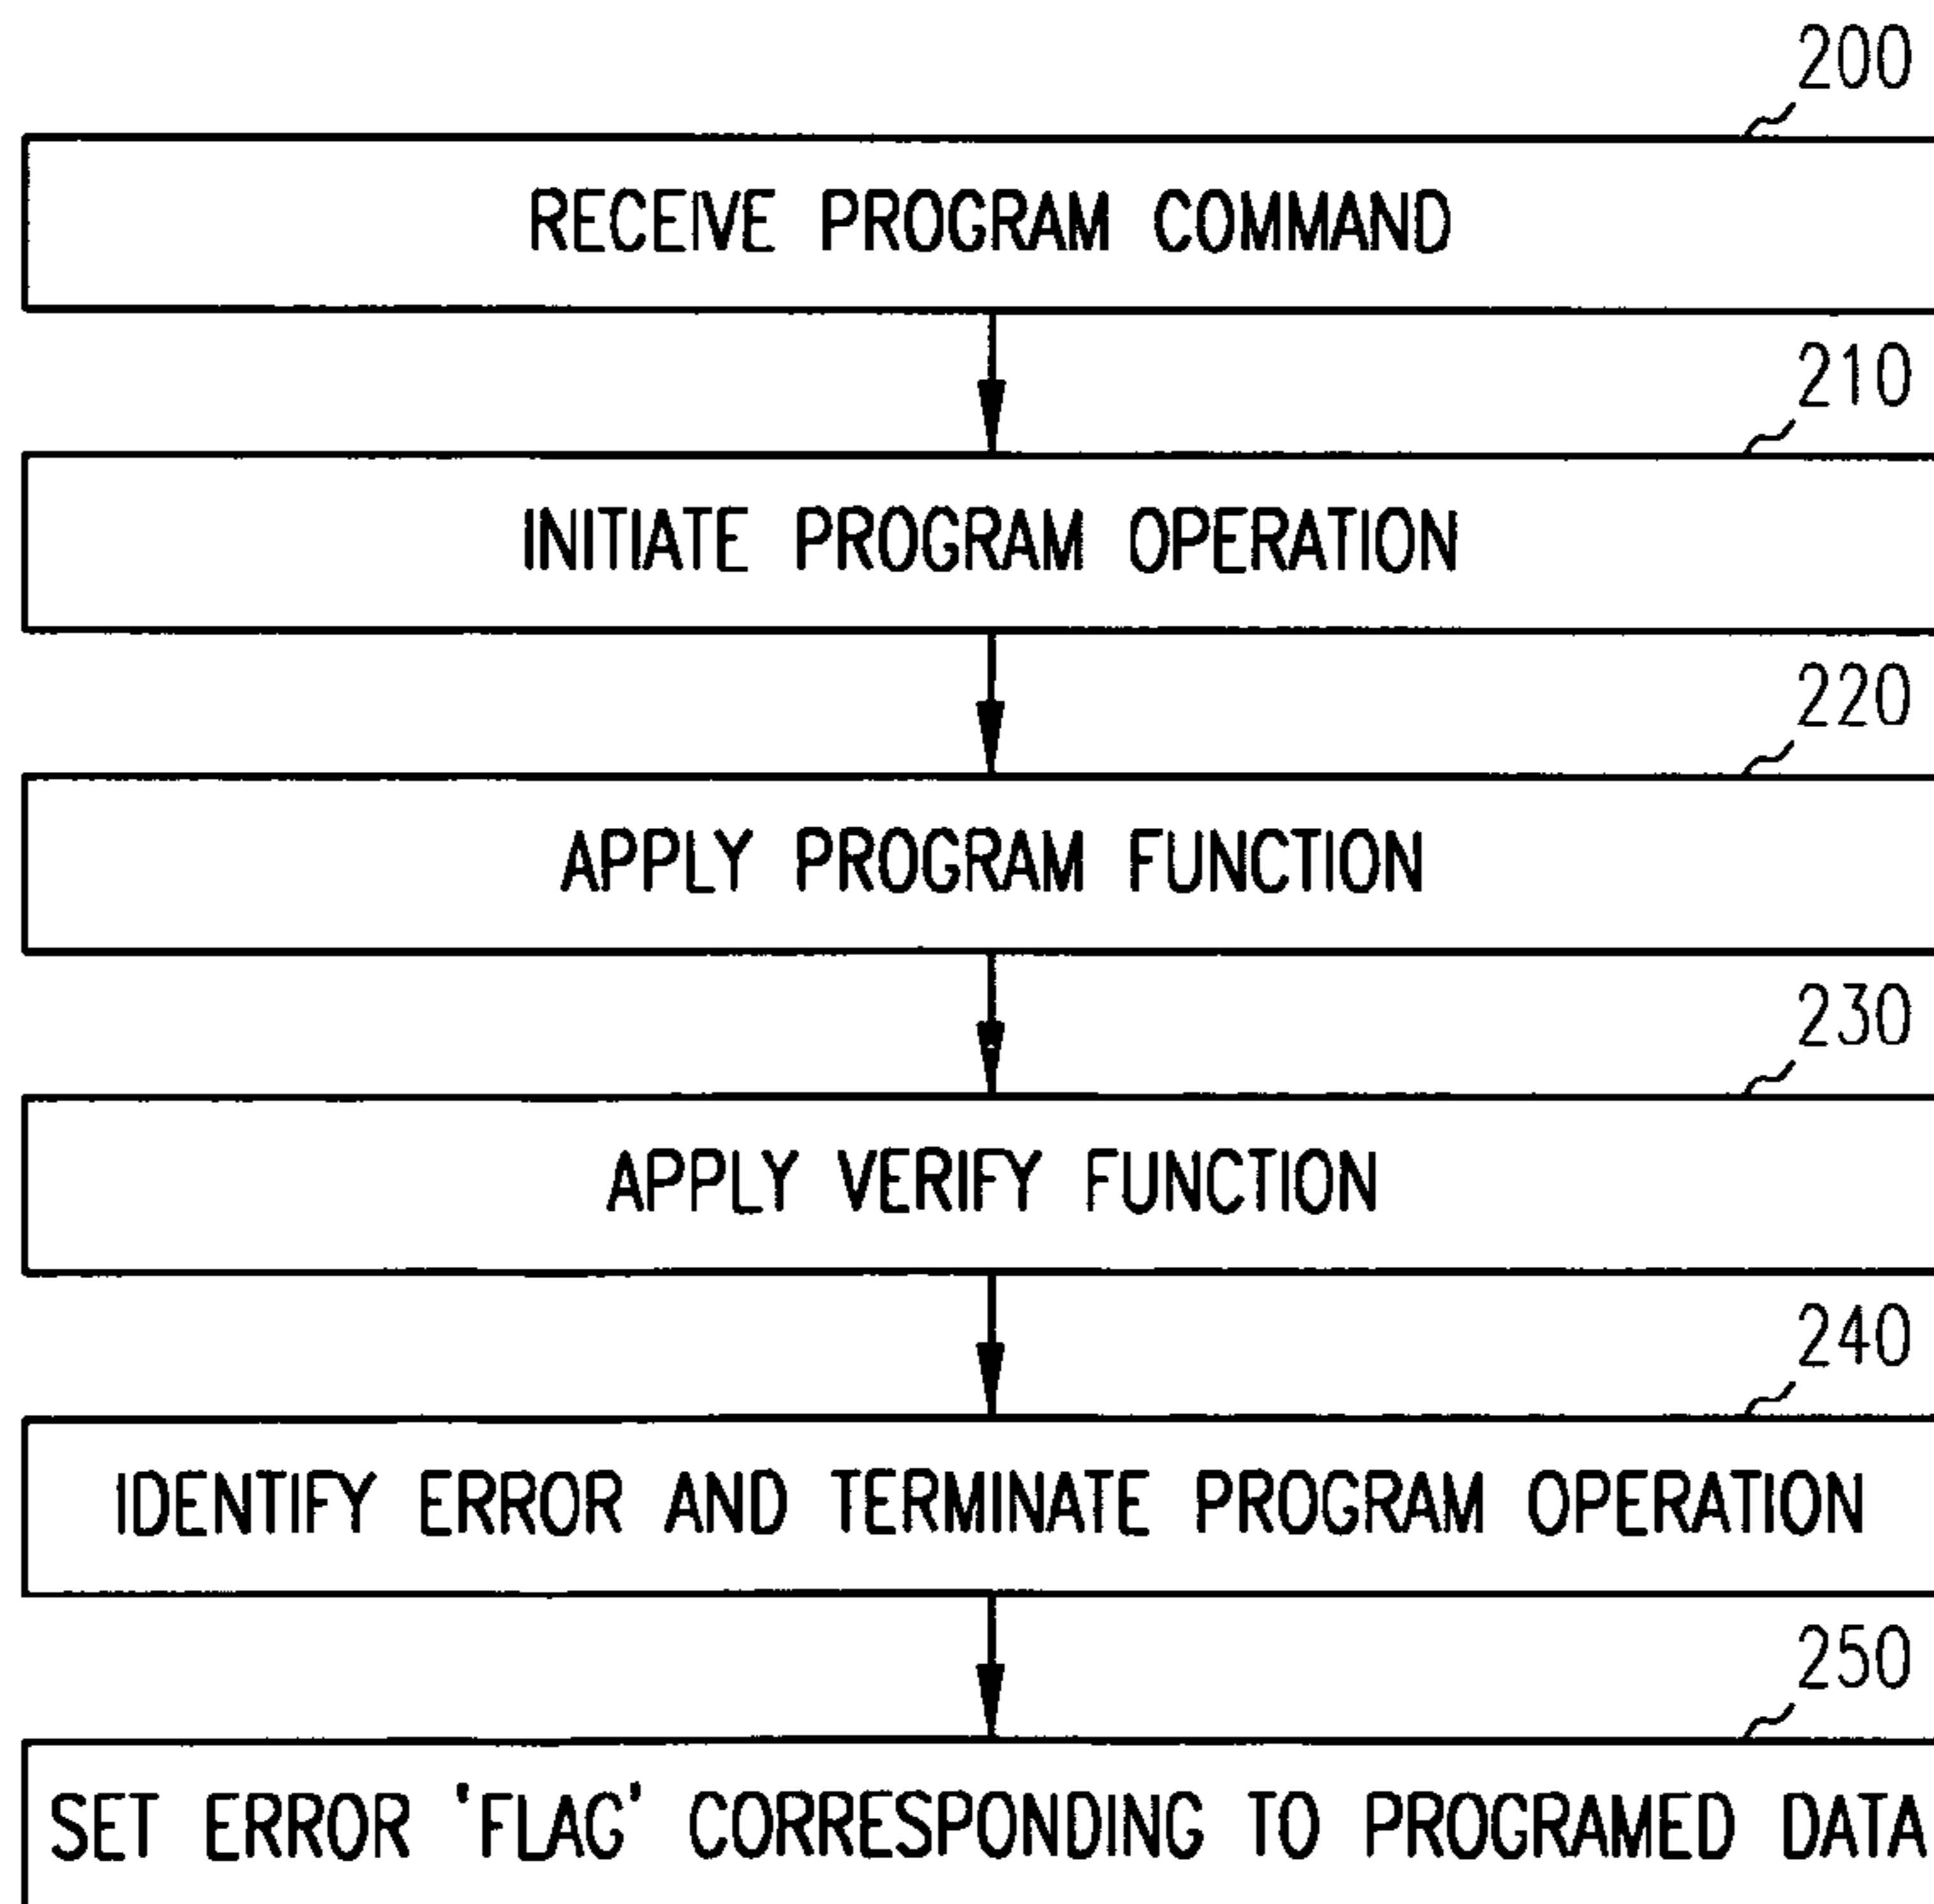 200
RECEIVE PROGRAM COMMAND
210
INITIATE PROGRAM OPERATION
220
APPLY PROGRAM FUNCTION
230
APPLY VERIFY FUNCTION
240
IDENTIFY ERROR AND TERMINATE PROGRAM OPERATION
250
SET ERROR 'FLAG' CORRESPONDING TO PROGRAMED DATA